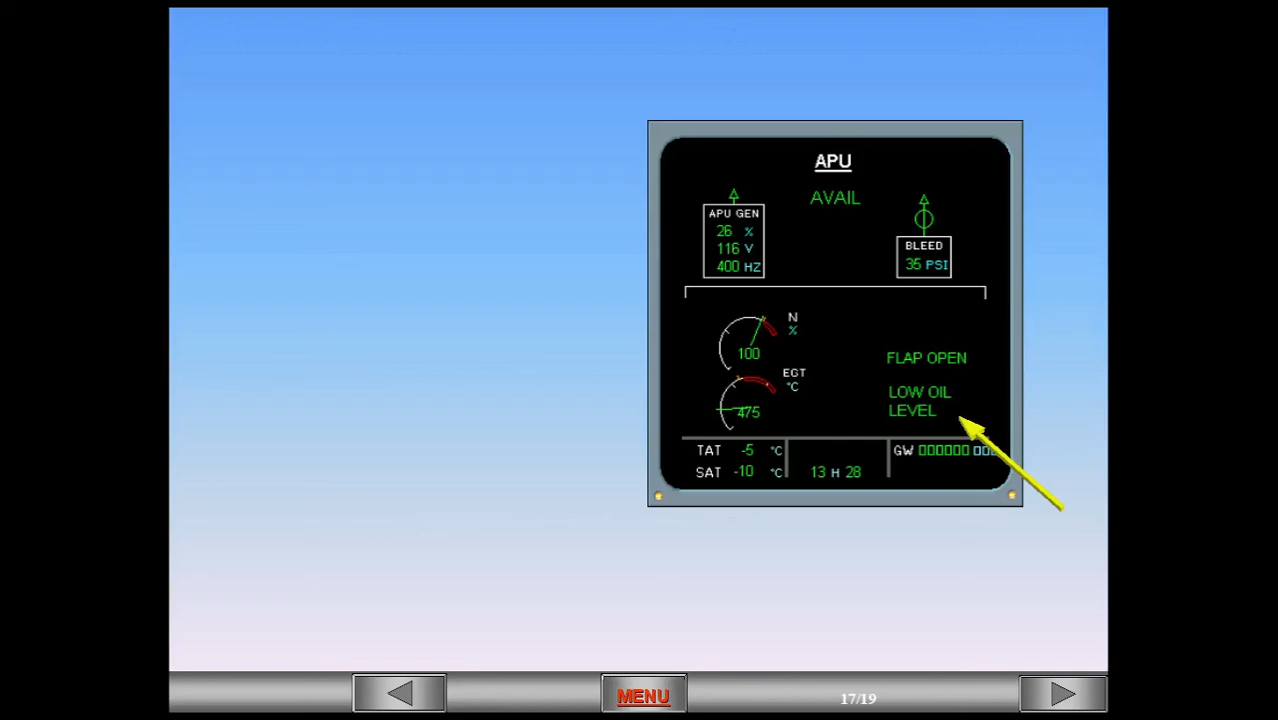 APU
AVAIL
APU GEN
26 %
116 V
400 HZ
BLEED
35 PSI
N
%
100
FLAP OPEN
EGT
°C
475
LOW OIL
LEVEL
TAT -5 °C
SAT -10 °C
13 H 28
GW
MENU
17/19